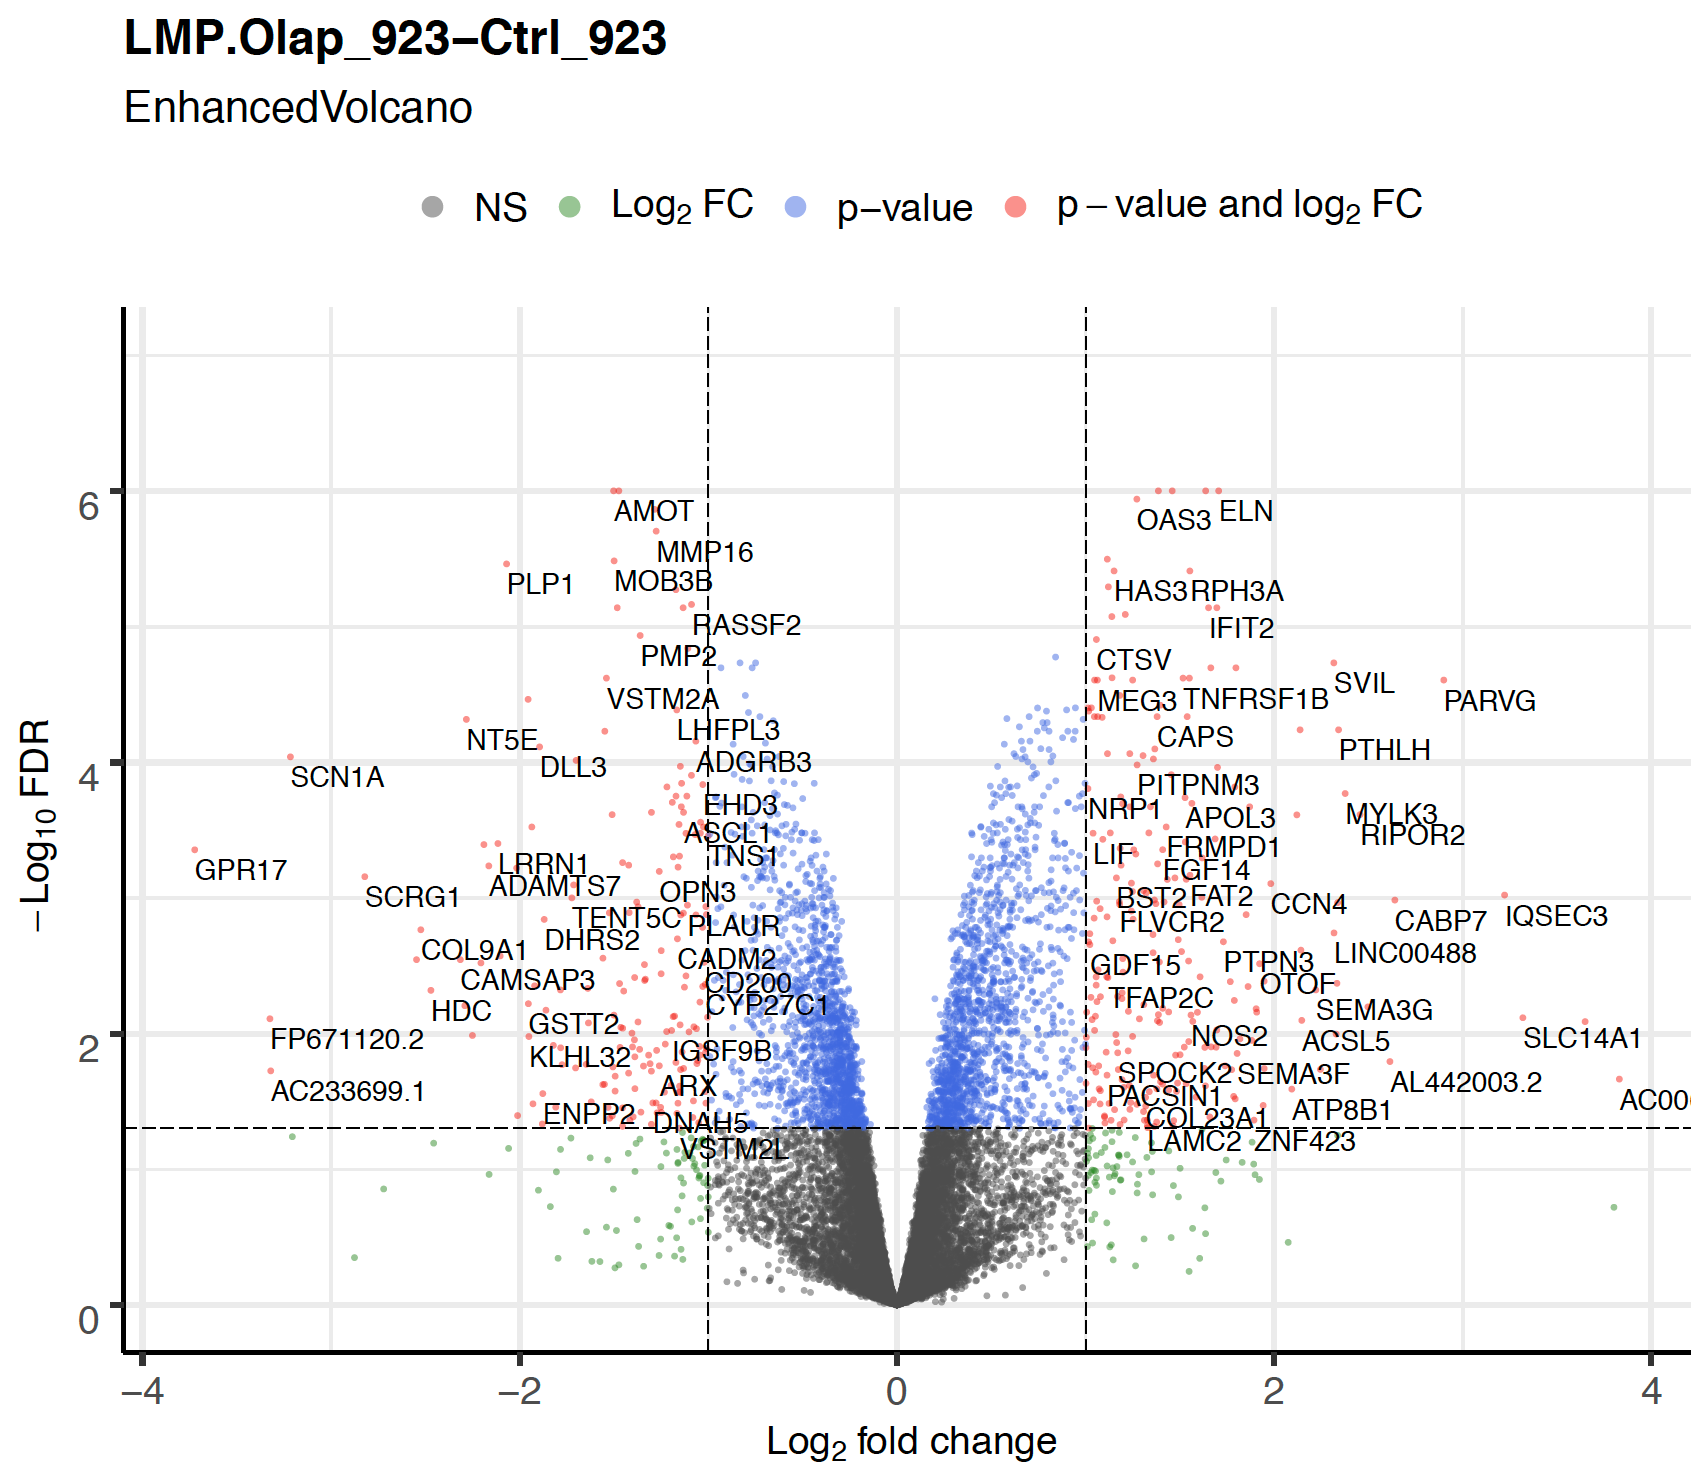 LMP.Olap_923−Ctrl_923
EnhancedVolcano
NS
Log2 FC
p−value
p – value and log2 FC
−Log10 FDR
6
4
2
0
AMOT
OAS3
ELN
MMP16
PLP1
MOB3B
HAS3
RPH3A
RASSF2
IFIT2
PMP2
CTSV
SVIL
VSTM2A
MEG3
TNFRSF1B
PARVG
LHFPL3
NT5E
CAPS
PTHLH
DLL3
ADGRB3
SCN1A
PITPNM3
EHD3
NRP1
APOL3
MYLK3
ASCL1
RIPOR2
TNS1
LIF
FRMPD1
GPR17
LRRN1
FGF14
ADAMTS7
SCRG1
OPN3
BST2
FAT2
CCN4
TENT5C
PLAUR
FLVCR2
CABP7
IQSEC3
DHRS2
COL9A1
CADM2
GDF15
PTPN3
LINC00488
CAMSAP3
CD200
OTOF
HDC
CYP27C1
TFAP2C
SEMA3G
GSTT2
FP671120.2
IGSF9B
NOS2
ACSL5
SLC14A1
KLHL32
SPOCK2
SEMA3F
AC233699.1
ARX
PACSIN1
AL442003.2
ENPP2
DNAH5
COL23A1
ATP8B1
VSTM2L
LAMC2
ZNF423
−4
−2
0
2
4
Log2 fold change